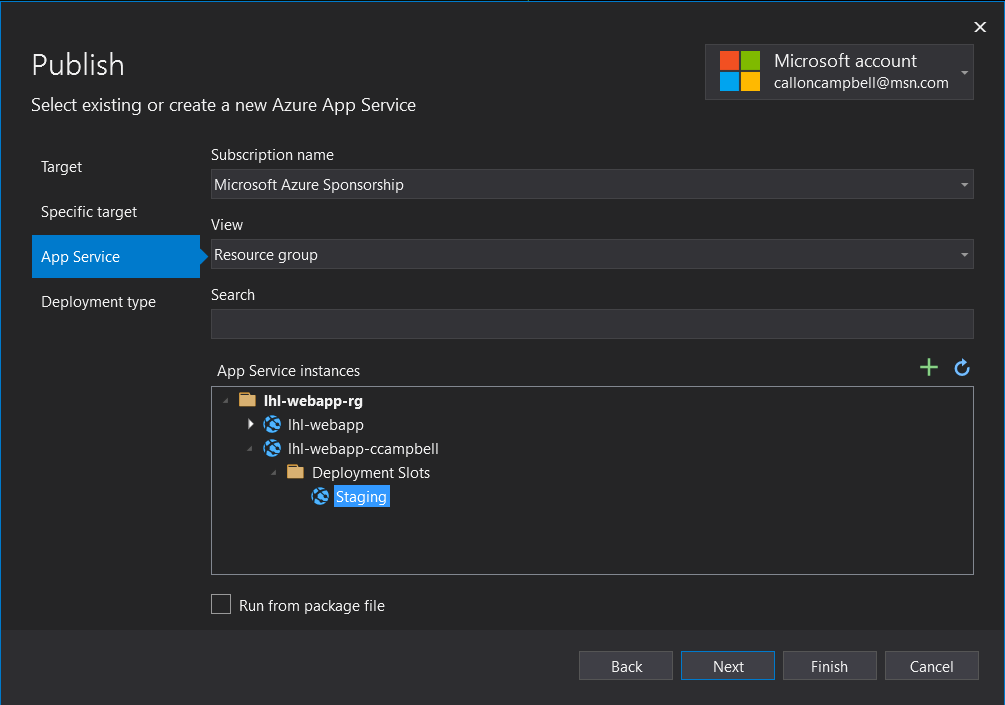 Publish
Microsoft account
calloncampbell@msn.com
Select existing or create a new Azure App Service
Target
Specific target
App Service
Deployment type
Subscription name
Microsoft Azure Sponsorship
View
Resource group
Search
App Service instances
lhl-webapp-rg
lhl-webapp
lhl-webapp-ccampbell
Deployment Slots
Staging
Run from package file
Back
Next
Finish
Cancel